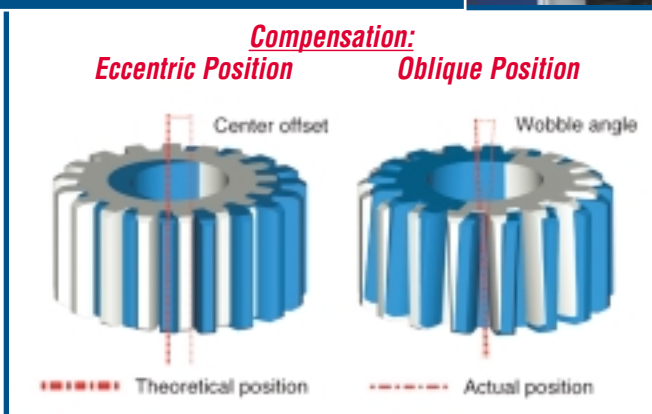 Compensation:
Eccentric Position Oblique Position
Center offset Wobble angle
Theoretical position Actual position